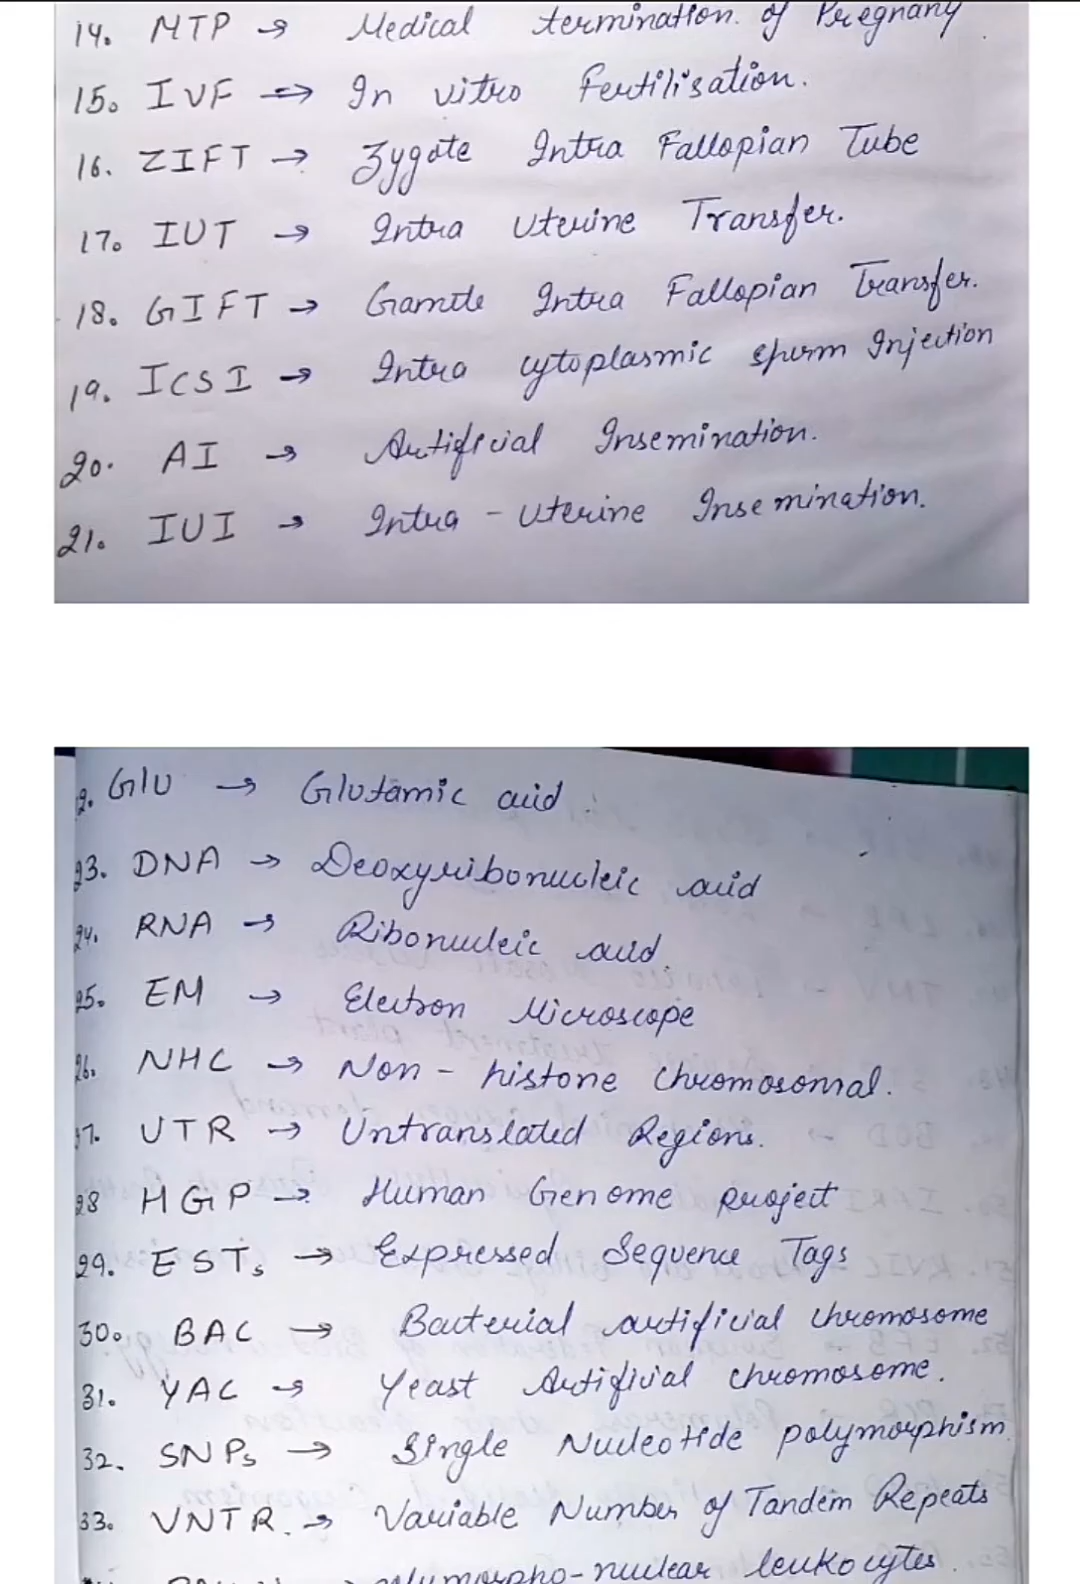 14. MTP → Medical termination. of Pregnany
15. IVF ⇒ In vitro Fertilisation.
16. ZIFT → Zygote Intra Fallopian Tube
17. IUT → Intra Uterine Transfer.
18. GIFT → Gamete Intra Fallopian Transfer.
19. ICSI → Intra cytoplasmic sperm Injection
20. AI → Artificial Insemination.
21. IUI → Intra - Uterine Insemination.
2. Glu → Glutamic acid
23. DNA → Deoxyribonucleic acid
24. RNA → Ribonucleic acid.
25. EM → Electron Microscope
26. NHC → Non - histone Chromosomal.
27. UTR → Untranslated Regions.
28 HGP → Human Genome project
29. ESTs → Expressed Sequence Tags
30. BAC → Bacterial artificial chromosome
31. YAC → Yeast Artificial chromosome.
32. SNPs → Single Nucleotide polymorphism
33. VNTR. → Variable Number of Tandem Repeats
polymorpho-nuclear leukocytes.